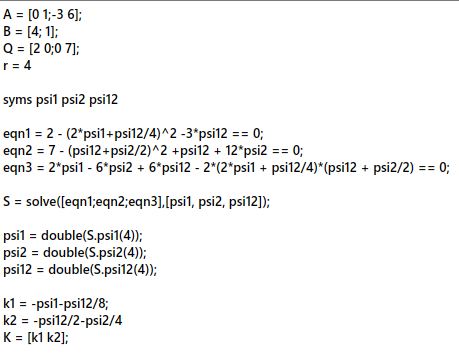 A = [0 1;-3 6];
B = [4; 1];
Q = [2 0;0 7];
r = 4
syms psi1 psi2 psi12
eqn1 = 2 - (2*psi1+psi12/4)^2 -3*psi12 == 0;
eqn2 = 7 - (psi12+psi2/2)^2 +psi12 + 12*psi2 == 0;
eqn3 = 2*psi1 - 6*psi2 + 6*psi12 - 2*(2*psi1 + psi12/4)*(psi12 + psi2/2) == 0;
S = solve([eqn1;eqn2;eqn3],[psi1, psi2, psi12]);
psi1 = double(S.psi1(4));
psi2 = double(S.psi2(4));
psi12 = double(S.psi12(4));
k1 = -psi1-psi12/8;
k2 = -psi12/2-psi2/4
K = [k1 k2];